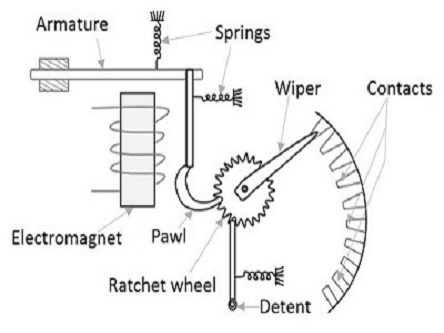 Armature
Springs
Wiper
Contacts
Electromagnet
Pawl
Ratchet wheel
Detent